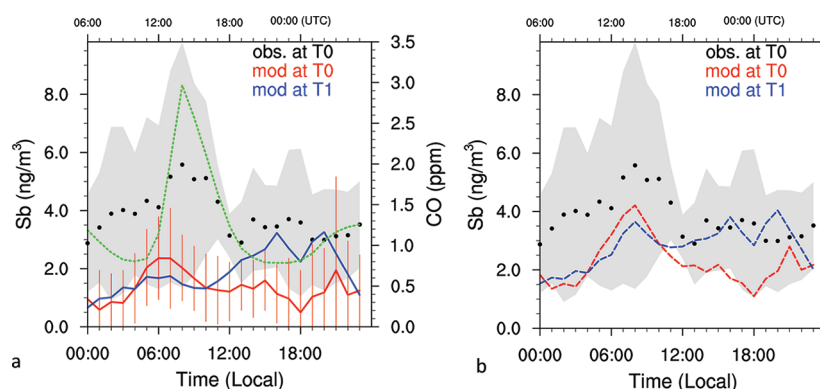 06:00 12:00 18:00 00:00 (UTC)
obs. at T0
mod at T0
mod at T1
Sb (ng/m³)
8.0
6.0
4.0
2.0
0.0
3.5
3.0
2.5
2.0
1.5
1.0
0.5
0.0
CO (ppm)
00:00 06:00 12:00 18:00
Time (Local)
a
06:00 12:00 18:00 00:00 (UTC)
obs. at T0
mod at T0
mod at T1
Sb (ng/m³)
8.0
6.0
4.0
2.0
0.0
00:00 06:00 12:00 18:00
Time (Local)
b